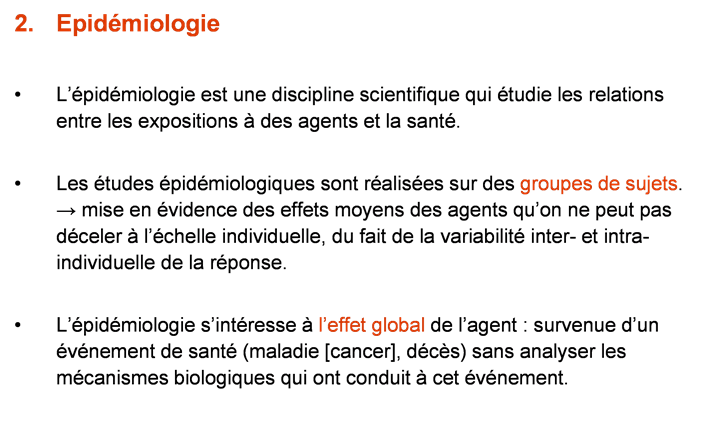 2. Epidémiologie
• L’épidémiologie est une discipline scientifique qui étudie les relations
entre les expositions à des agents et la santé.
• Les études épidémiologiques sont réalisées sur des groupes de sujets.
→ mise en évidence des effets moyens des agents qu’on ne peut pas
déceler à l’échelle individuelle, du fait de la variabilité inter- et intra-
individuelle de la réponse.
• L’épidémiologie s’intéresse à l’effet global de l’agent : survenue d’un
événement de santé (maladie [cancer], décès) sans analyser les
mécanismes biologiques qui ont conduit à cet événement.